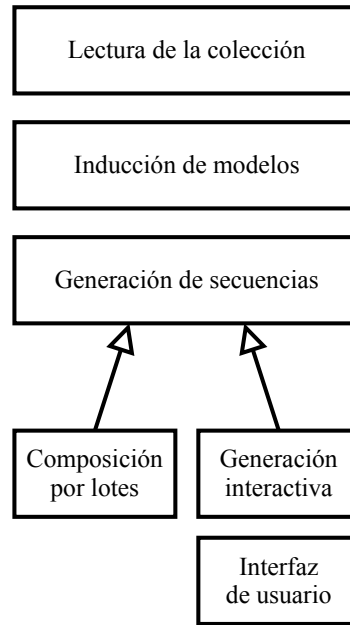 Lectura de la colección
Inducción de modelos
Generación de secuencias
Composición
por lotes
Generación
interactiva
Interfaz
de usuario